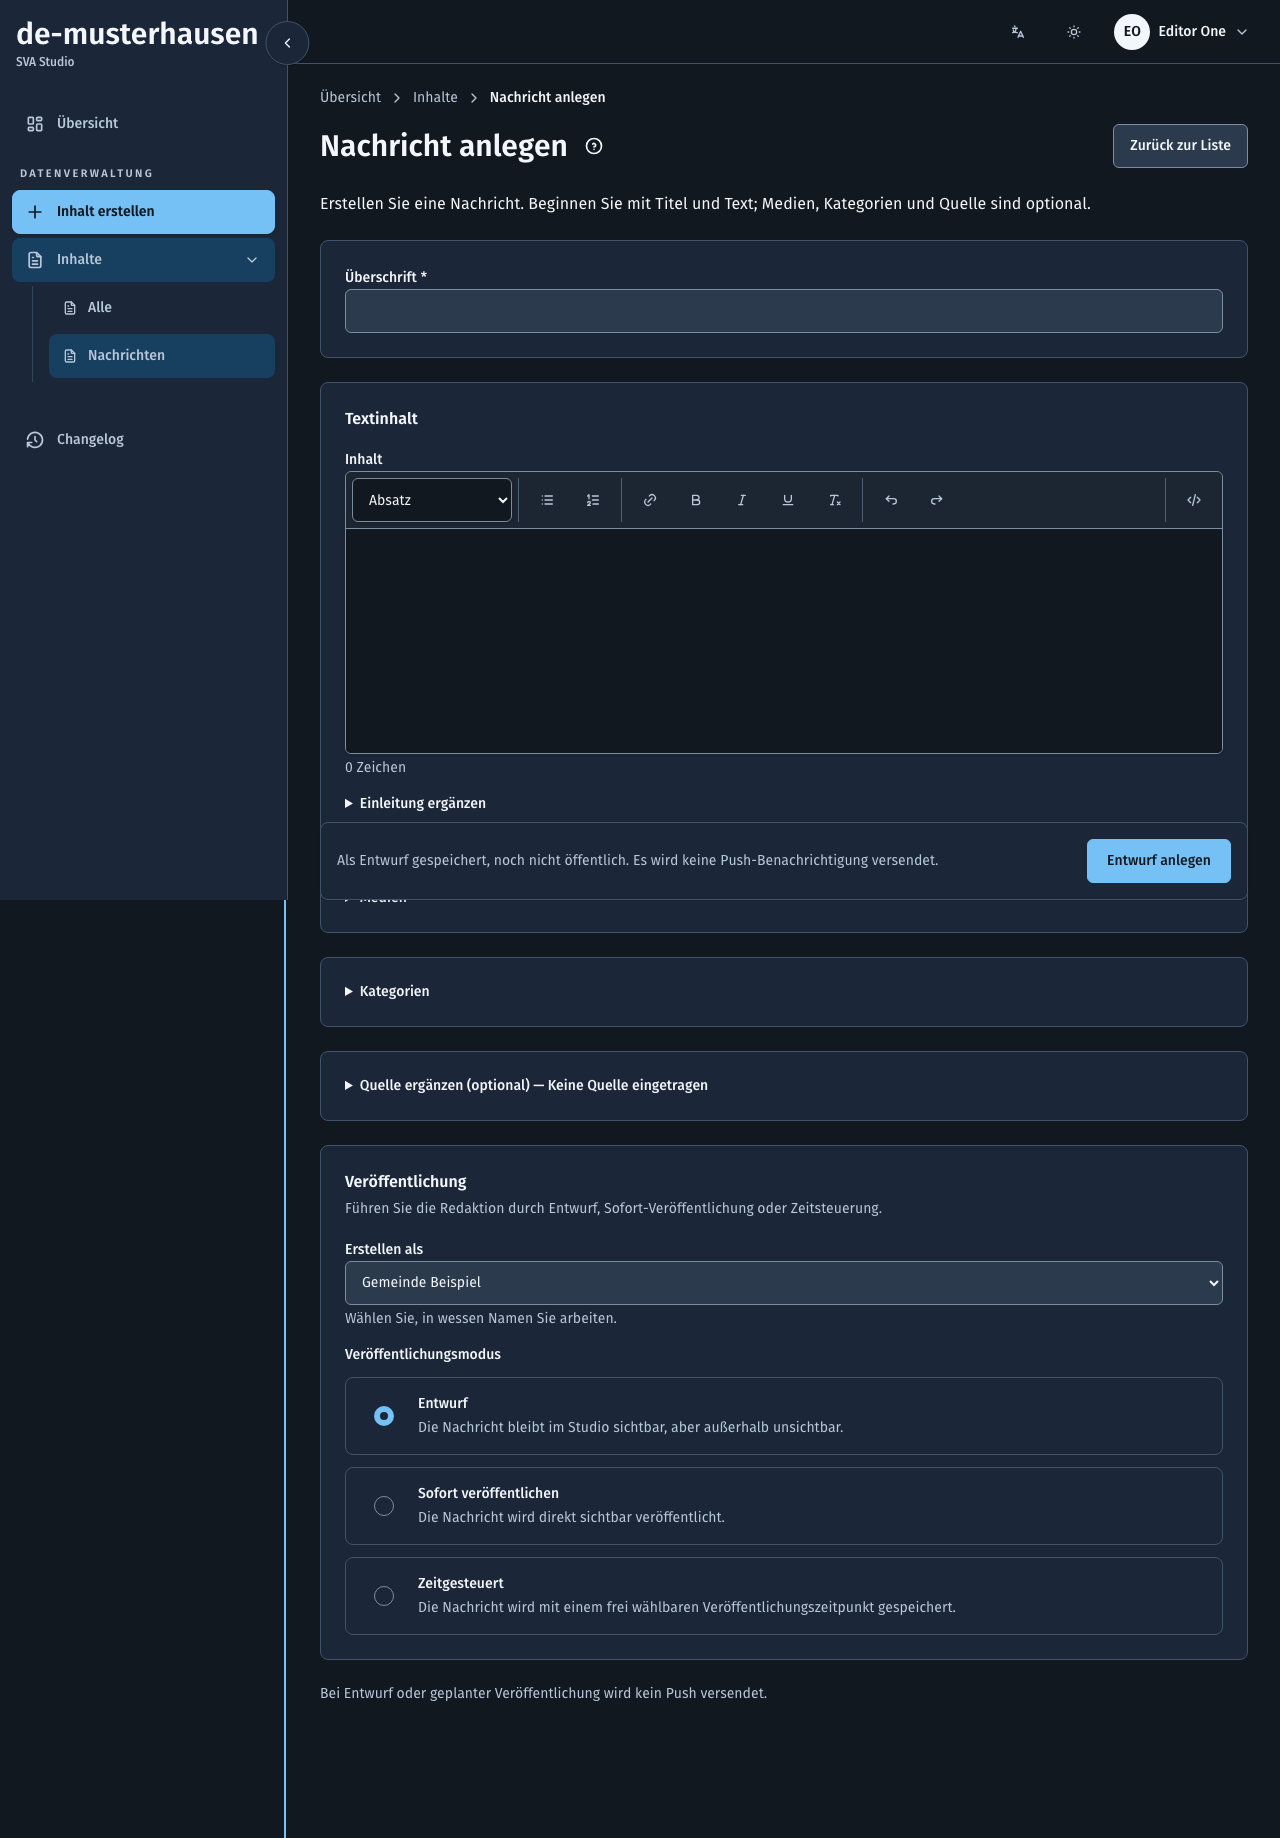 de-musterhausen
SVA Studio
EO
Editor One
Übersicht
DATENVERWALTUNG
Inhalt erstellen
Inhalte
Alle
Nachrichten
Changelog
Übersicht > Inhalte > Nachricht anlegen
Nachricht anlegen
Zurück zur Liste
Erstellen Sie eine Nachricht. Beginnen Sie mit Titel und Text; Medien, Kategorien und Quelle sind optional.
Überschrift *
Textinhalt
Inhalt
Absatz
0 Zeichen
Einleitung ergänzen
Als Entwurf gespeichert, noch nicht öffentlich. Es wird keine Push-Benachrichtigung versendet.
Entwurf anlegen
Medien
Kategorien
Quelle ergänzen (optional) — Keine Quelle eingetragen
Veröffentlichung
Führen Sie die Redaktion durch Entwurf, Sofort-Veröffentlichung oder Zeitsteuerung.
Erstellen als
Gemeinde Beispiel
Wählen Sie, in wessen Namen Sie arbeiten.
Veröffentlichungsmodus
Entwurf
Die Nachricht bleibt im Studio sichtbar, aber außerhalb unsichtbar.
Sofort veröffentlichen
Die Nachricht wird direkt sichtbar veröffentlicht.
Zeitgesteuert
Die Nachricht wird mit einem frei wählbaren Veröffentlichungszeitpunkt gespeichert.
Bei Entwurf oder geplanter Veröffentlichung wird kein Push versendet.